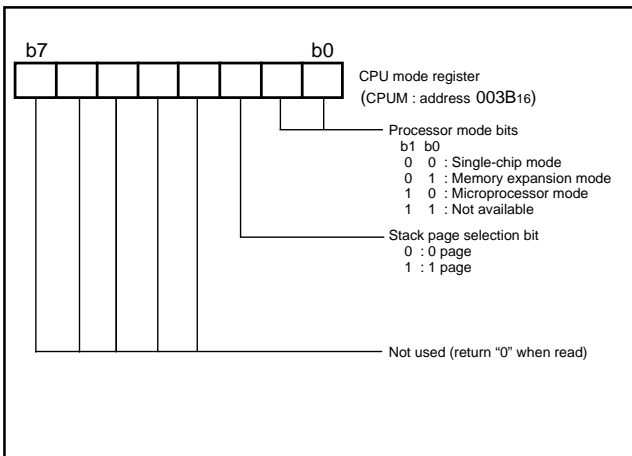 b7 b0
CPU mode register
(CPUM : address 003B16)
Processor mode bits
b1 b0
0 0 : Single-chip mode
0 1 : Memory expansion mode
1 0 : Microprocessor mode
1 1 : Not available
Stack page selection bit
0 : 0 page
1 : 1 page
Not used (return “0” when read)